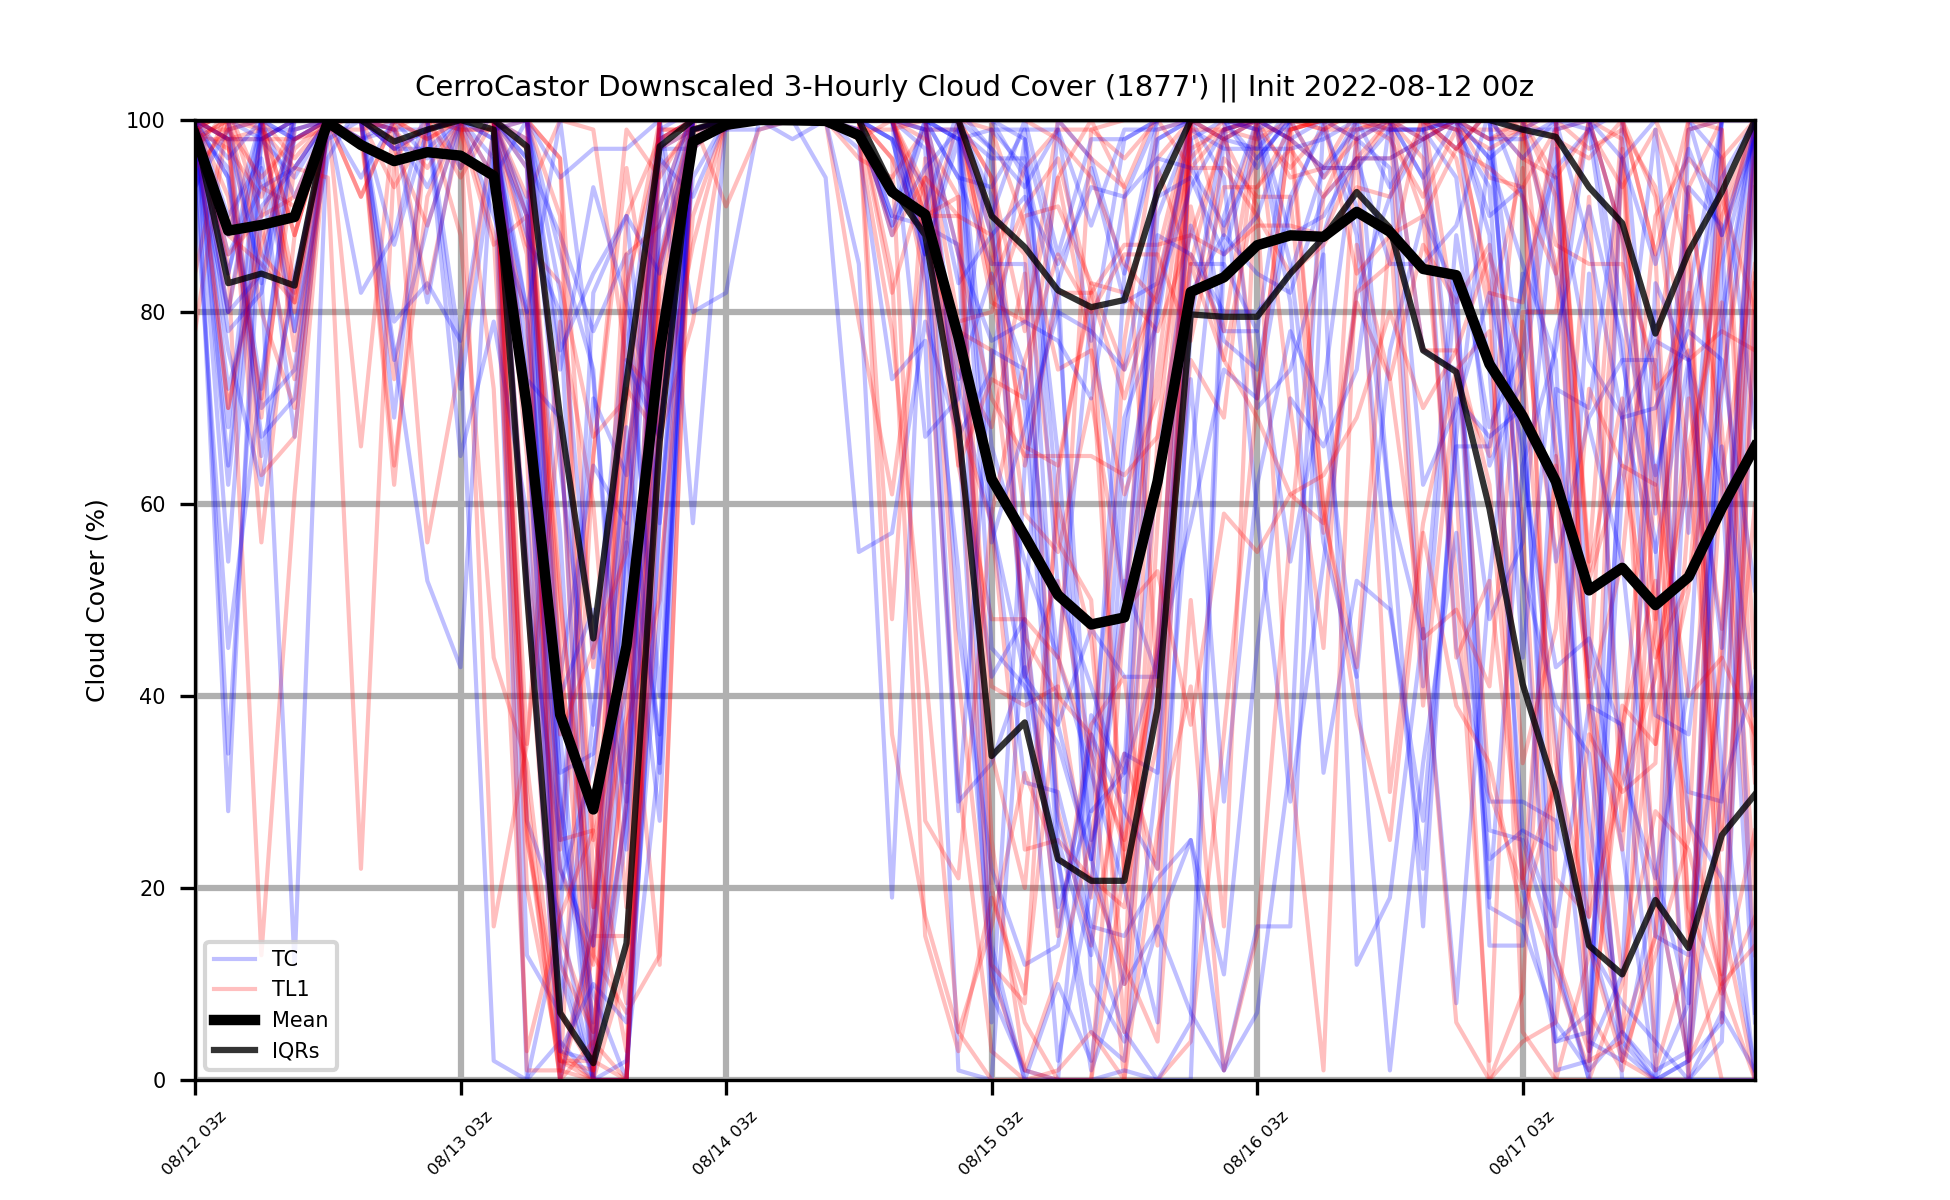 CerroCastor Downscaled 3-Hourly Cloud Cover (1877') || Init 2022-08-12 00z
Cloud Cover (%)
100
80
60
40
20
0
TC
TL1
Mean
IQRs
08/12 03z
08/13 03z
08/14 03z
08/15 03z
08/16 03z
08/17 03z